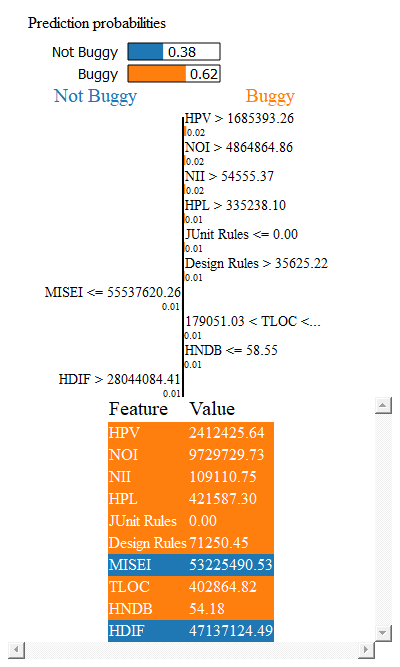 Prediction probabilities
Not Buggy 0.38
Buggy 0.62
Not Buggy Buggy
HPV > 1685393.26
0.02
NOI > 4864864.86
0.02
NII > 54555.37
0.02
HPL > 335238.10
0.01
JUnit Rules <= 0.00
0.01
Design Rules > 35625.22
0.01
MISEI <= 55537620.26
0.01
179051.03 < TLOC <...
0.01
HNDB <= 58.55
0.01
HDIF > 28044084.41
0.01
Feature Value
HPV 2412425.64
NOI 9729729.73
NII 109110.75
HPL 421587.30
JUnit Rules 0.00
Design Rules 71250.45
MISEI 53225490.53
TLOC 402864.82
HNDB 54.18
HDIF 47137124.49